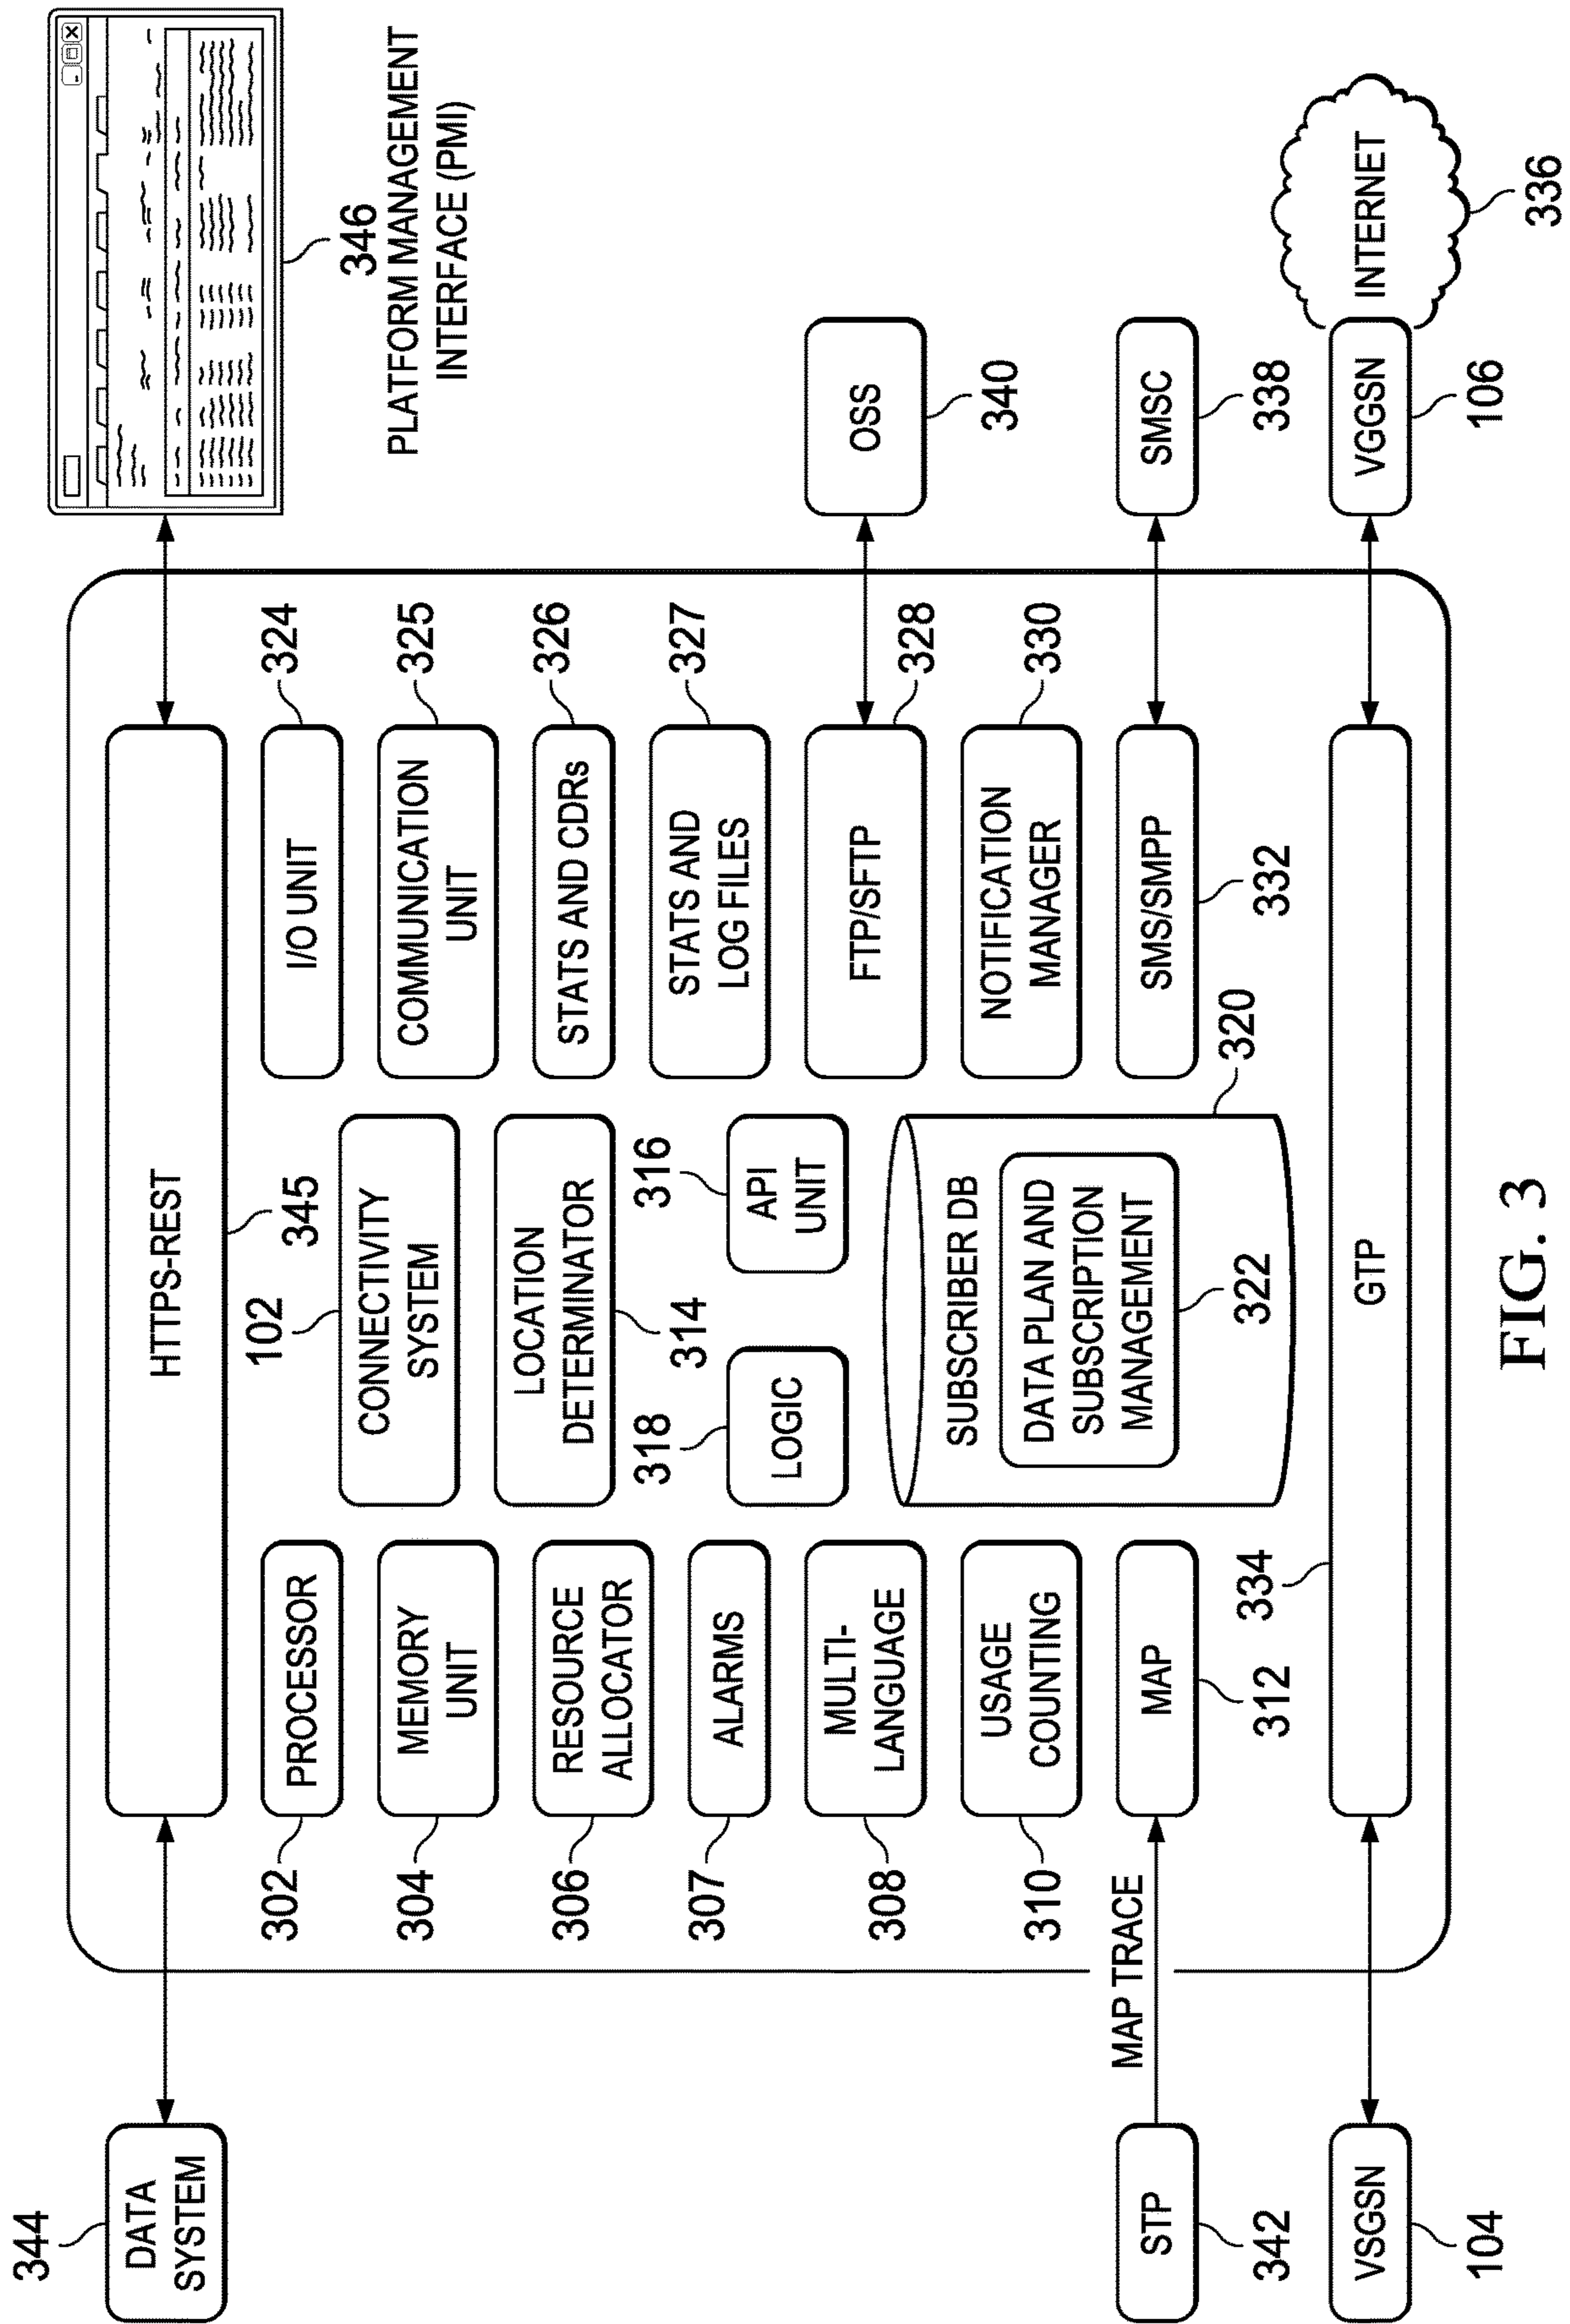 344
DATA
SYSTEM
HTTPS-REST
345
346
PLATFORM MANAGEMENT
INTERFACE (PMI)
302
PROCESSOR
304
MEMORY
UNIT
306
RESOURCE
ALLOCATOR
307
ALARMS
308
MULTI-
LANGUAGE
310
USAGE
COUNTING
MAP TRACE
STP
342
MAP
312
102
CONNECTIVITY
SYSTEM
LOCATION
DETERMINATOR
314
318
LOGIC
316
API
UNIT
SUBSCRIBER DB
320
DATA PLAN AND
SUBSCRIPTION
MANAGEMENT
322
I/O UNIT
324
COMMUNICATION
UNIT
325
STATS AND CDRs
326
STATS AND
LOG FILES
327
FTP/SFTP
328
OSS
340
NOTIFICATION
MANAGER
330
SMS/SMPP
332
SMSC
338
VSGSN
104
334
GTP
VGGSN
106
INTERNET
336
FIG. 3